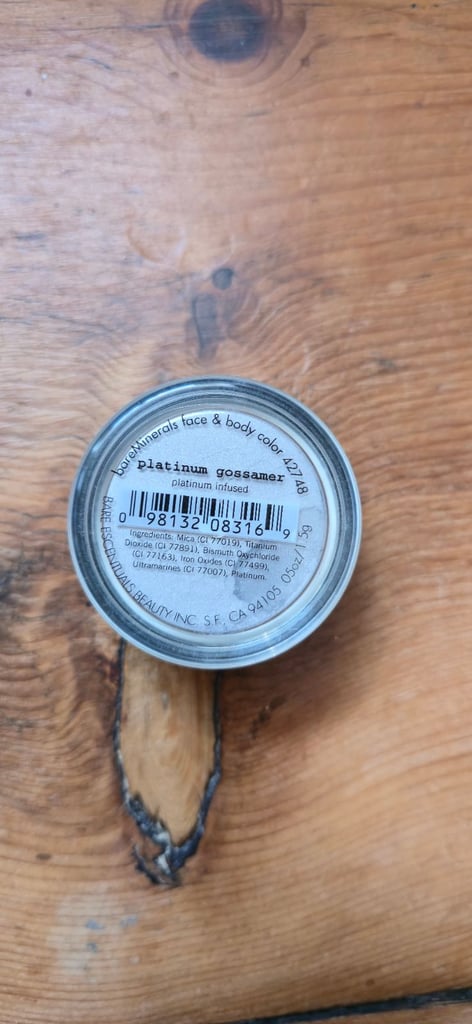 bareMinerals face & body color 42748
platinum gossamer
platinum infused
0 98132 08316 9
Ingredients: Mica (CI 77019), Titanium
Dioxide (CI 77891), Bismuth Oxychloride
(CI 77163), Iron Oxides (CI 77499),
Ultramarines (CI 77007), Platinum.
BARE ESCENTUALS BEAUTY INC. S.F., CA 94105 .05oz/1.5g